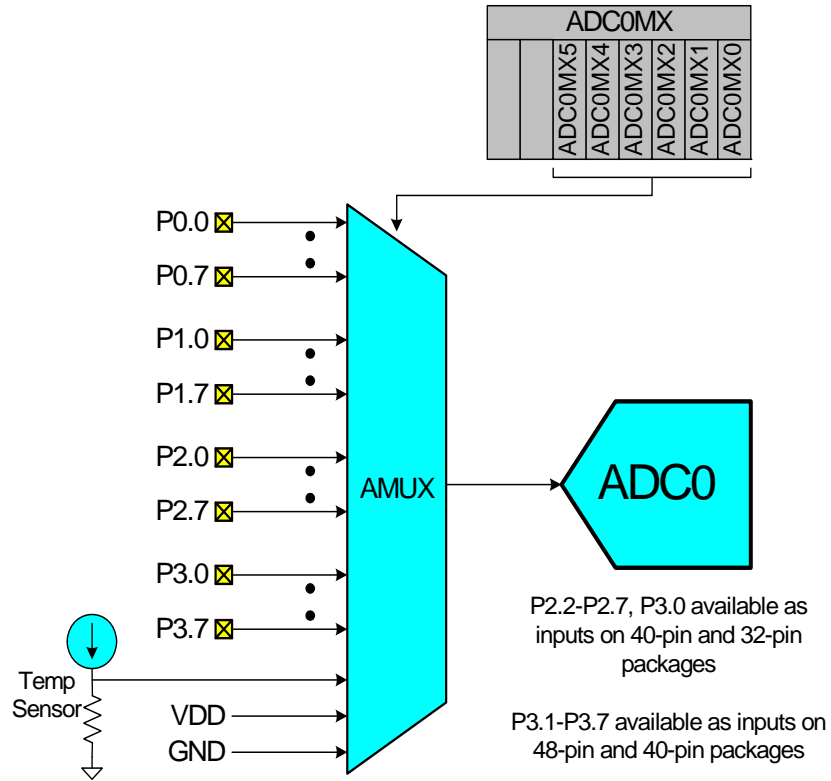 ADC0MX
ADC0MX5
ADC0MX4
ADC0MX3
ADC0MX2
ADC0MX1
ADC0MX0
P0.0
P0.7
P1.0
P1.7
P2.0
P2.7
P3.0
P3.7
AMUX
ADC0
Temp
Sensor
VDD
GND
P2.2-P2.7, P3.0 available as
inputs on 40-pin and 32-pin
packages
P3.1-P3.7 available as inputs on
48-pin and 40-pin packages